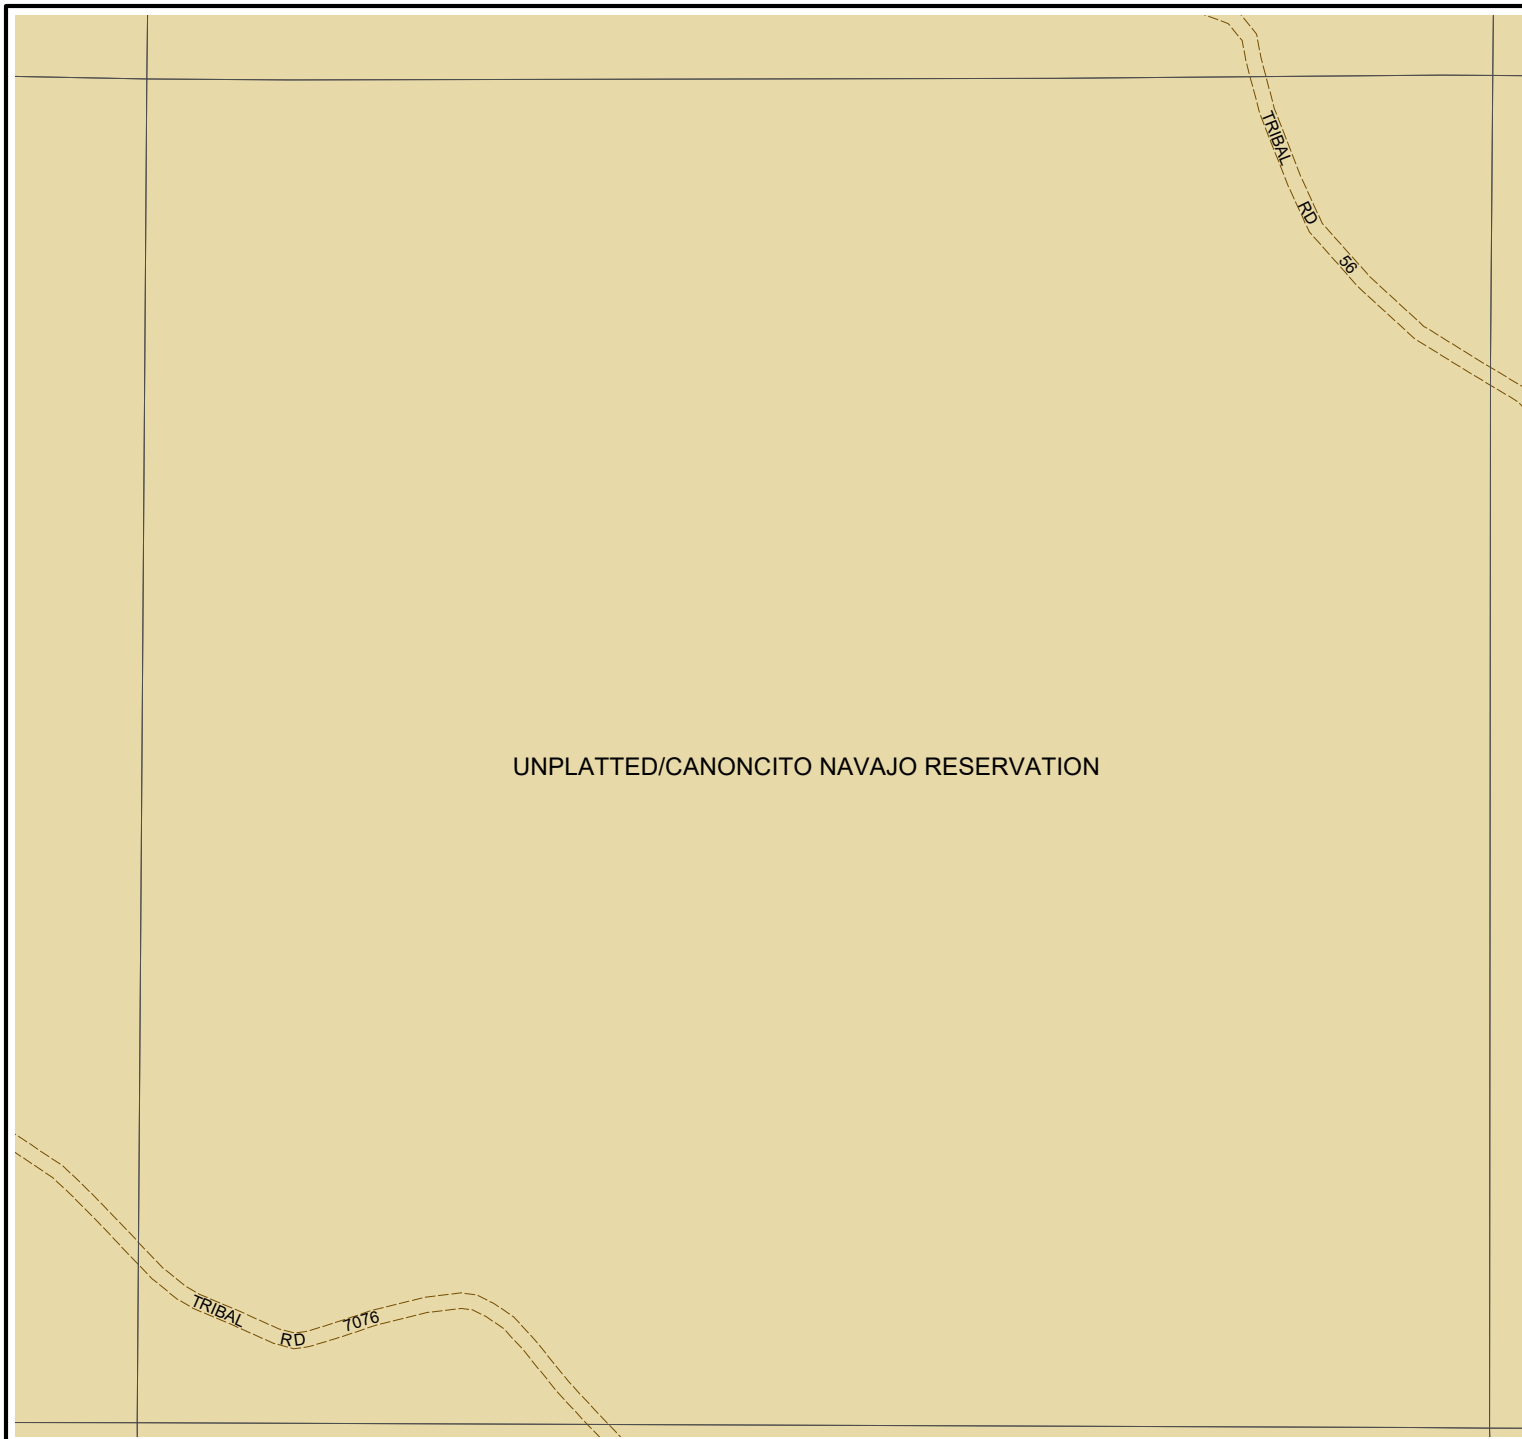 TRIBAL RD 56
UNPLATTED/CANONCITO NAVAJO RESERVATION
TRIBAL RD 7076